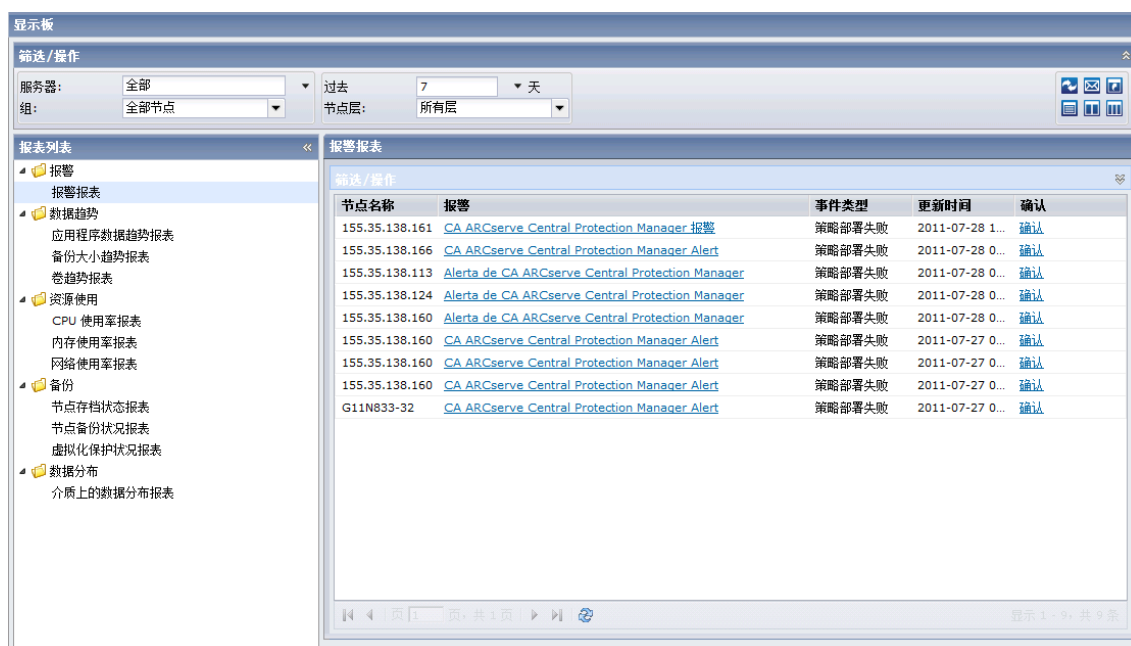 显示板
筛选/操作
服务器: 全部 过去 7 天
组: 全部节点 节点层: 所有层
报表列表
报警
报警报表
数据趋势
应用程序数据趋势报表
备份大小趋势报表
卷趋势报表
资源使用
CPU 使用率报表
内存使用率报表
网络使用率报表
备份
节点存档状态报表
节点备份状况报表
虚拟化保护状况报表
数据分布
介质上的数据分布报表
报警报表
筛选/操作
节点名称 报警 事件类型 更新时间 确认
155.35.138.161 CA ARCserve Central Protection Manager 报警 策略部署失败 2011-07-28 1... 确认
155.35.138.166 CA ARCserve Central Protection Manager Alert 策略部署失败 2011-07-28 0... 确认
155.35.138.113 Alerta de CA ARCserve Central Protection Manager 策略部署失败 2011-07-28 0... 确认
155.35.138.124 Alerta de CA ARCserve Central Protection Manager 策略部署失败 2011-07-28 0... 确认
155.35.138.160 Alerta de CA ARCserve Central Protection Manager 策略部署失败 2011-07-28 0... 确认
155.35.138.160 CA ARCserve Central Protection Manager Alert 策略部署失败 2011-07-27 0... 确认
155.35.138.160 CA ARCserve Central Protection Manager Alert 策略部署失败 2011-07-27 0... 确认
155.35.138.160 CA ARCserve Central Protection Manager Alert 策略部署失败 2011-07-27 0... 确认
G11N833-32 CA ARCserve Central Protection Manager Alert 策略部署失败 2011-07-27 0... 确认
页 1 页，共 1 页 显示 1 - 9，共 9 条